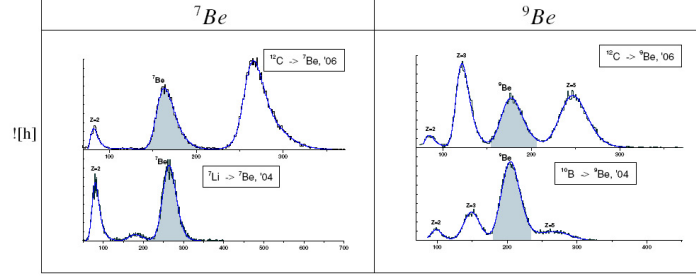 ⁷Be
⁹Be
![h]
¹²C -> ⁷Be, '06
⁷Be
Z=2
100 200 300
⁷Li -> ⁷Be, '04
⁷Be
Z=2
100 200 300 400 500 600 700
¹²C -> ⁹Be, '06
Z=3
⁹Be
Z=5
Z=2
100 200 300
¹⁰B -> ⁹Be, '04
⁹Be
Z=3
Z=2
Z=5
100 200 300 400